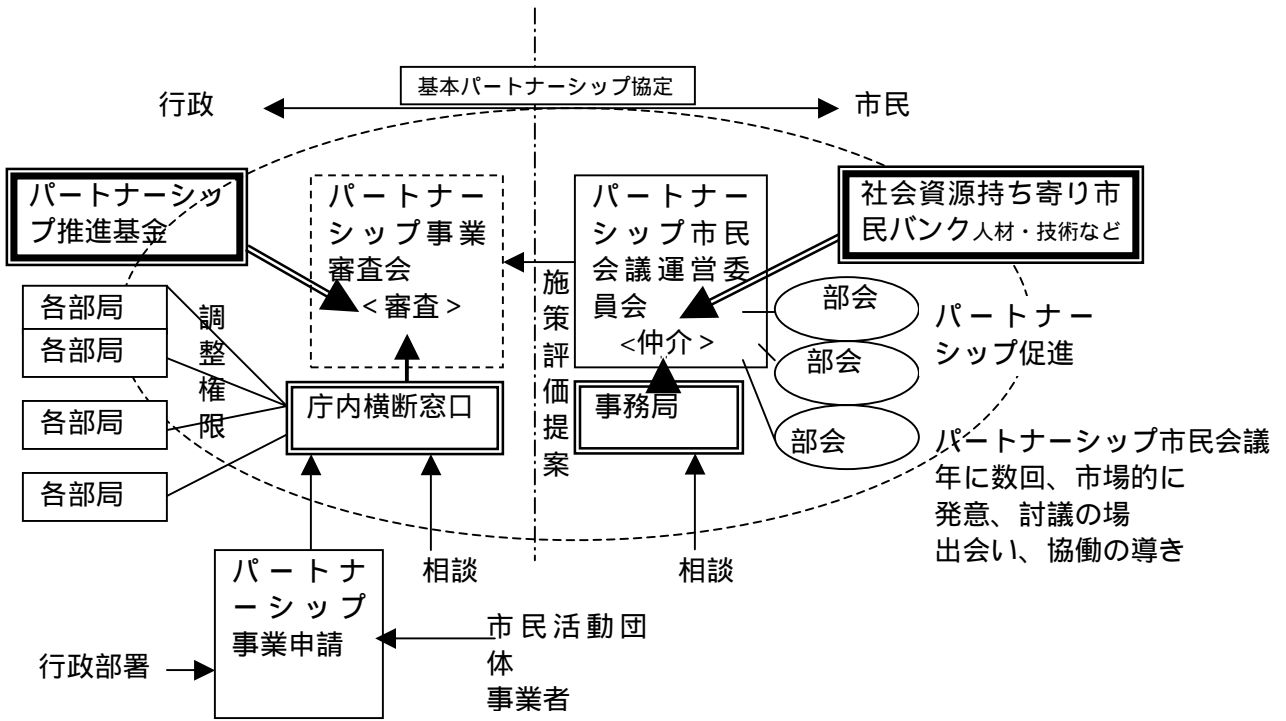 基本パートナーシップ協定
行政
市民
パートナーシッ
プ推進基金
パートナー
シップ事業
審査会
<審査>
パートナー
シップ市民
会議運営委
員会
<仲介>
社会資源持ち寄り市
民バンク人材・技術など
施策評価提案
各部局
各部局
各部局
各部局
調整権限
庁内横断窓口
事務局
部会
部会
部会
パートナー
シップ促進
パートナーシップ市民会議
年に数回、市場的に
発意、討議の場
出会い、協働の導き
相談
相談
パートナ
ーシップ
事業申請
行政部署
市民活動団
体
事業者